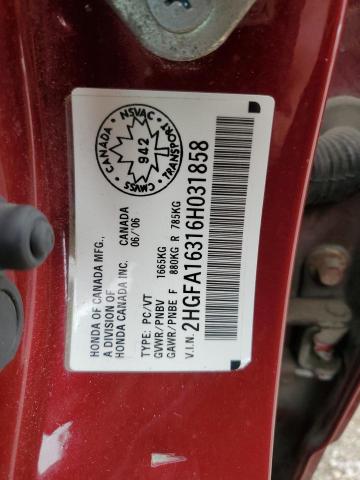 HONDA OF CANADA MFG.,
A DIVISION OF
HONDA CANADA INC.
CANADA
06/06
TYPE: PC/VT
GVWR/PNBV 1665KG
GAWR/PNBE F 880KG R 785KG
V.I.N. 2HGFA16316H031858
CANADA
NSVAC
TRANSPORT
CMVSS
942